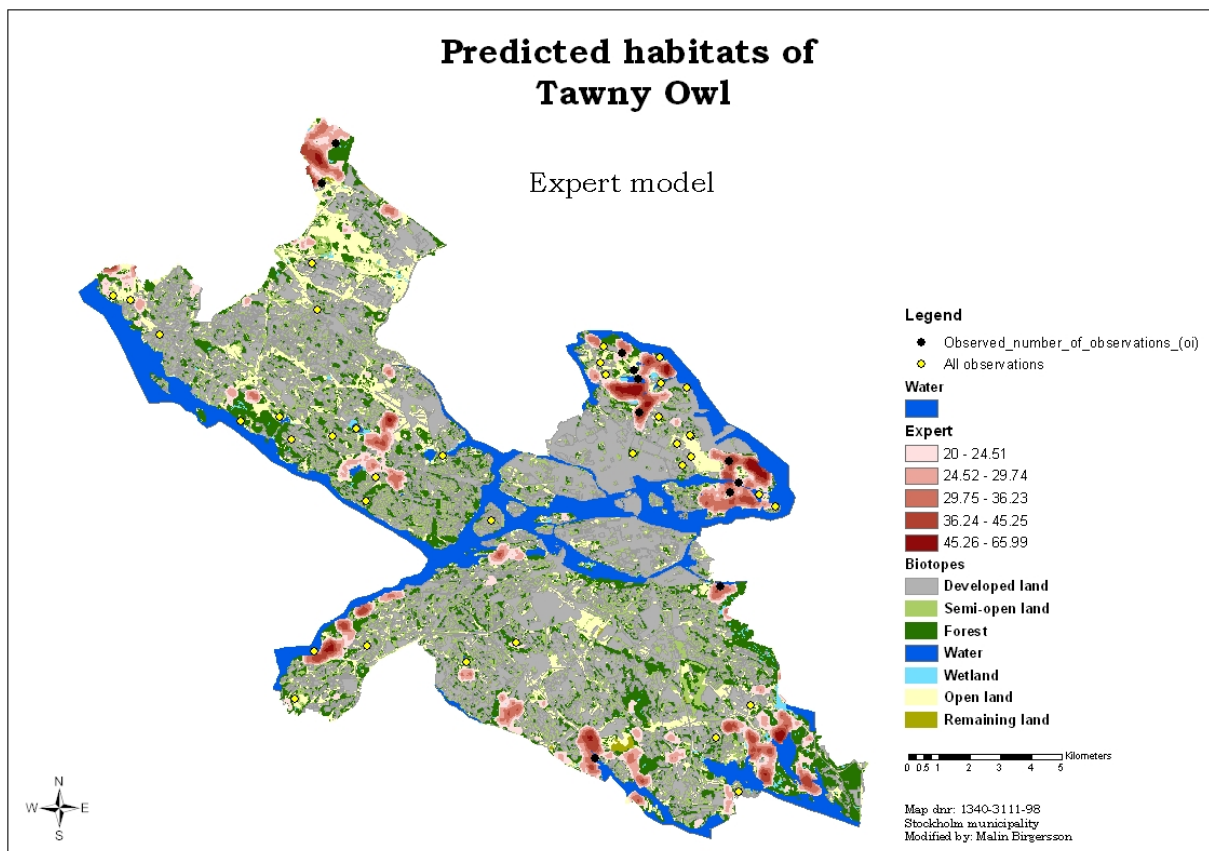 Predicted habitats of
Tawny Owl
Expert model
Legend
Observed_number_of_observations_(oi)
All observations
Water
Expert
20 - 24.51
24.52 - 29.74
29.75 - 36.23
36.24 - 45.25
45.26 - 65.99
Biotopes
Developed land
Semi-open land
Forest
Water
Wetland
Open land
Remaining land
Kilometers
0 0.5 1 2 3 4 5
N
W E
S
Map dnr: 1340-3111-98
Stockholm municipality
Modified by: Malin Birgersson